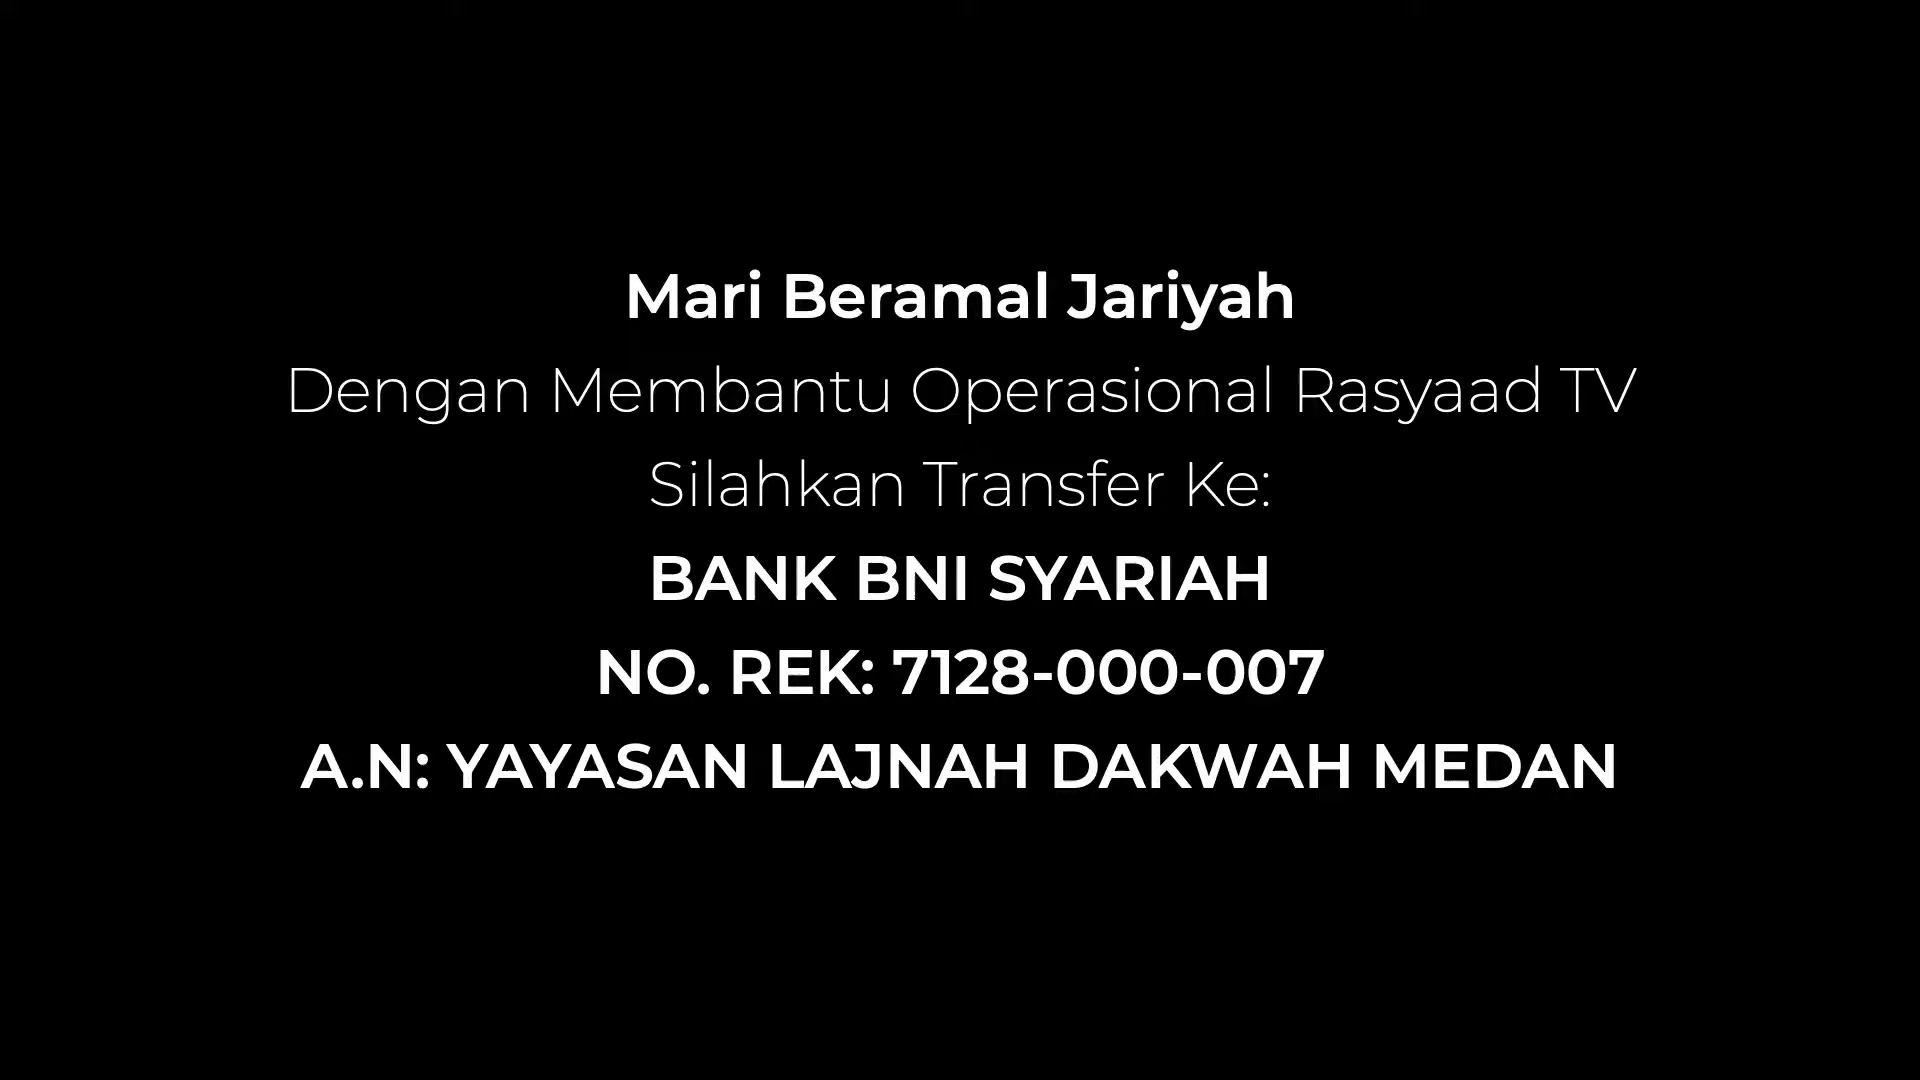 Mari Beramal Jariyah
Dengan Membantu Operasional Rasyaad TV
Silahkan Transfer Ke:
BANK BNI SYARIAH
NO. REK: 7128-000-007
A.N: YAYASAN LAJNAH DAKWAH MEDAN